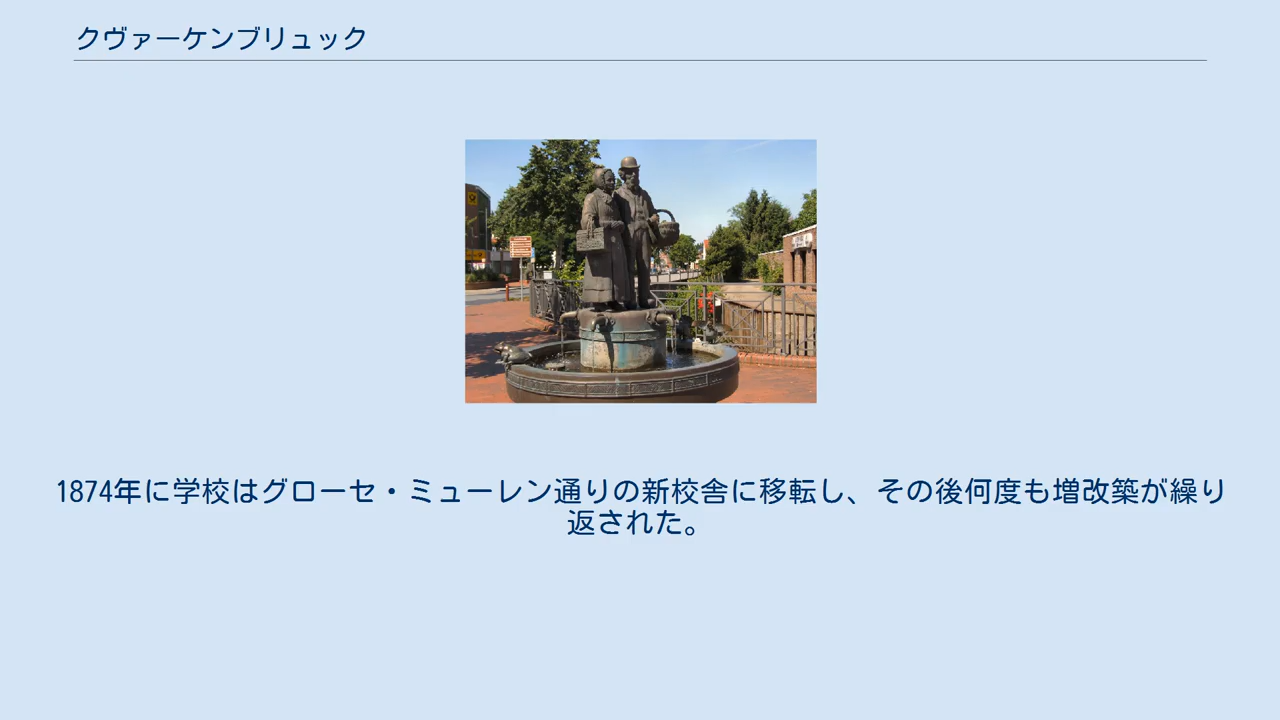 クヴァーケンブリュック
1874年に学校はグローセ・ミューレン通りの新校舎に移転し、その後何度も増改築が繰り
返された。